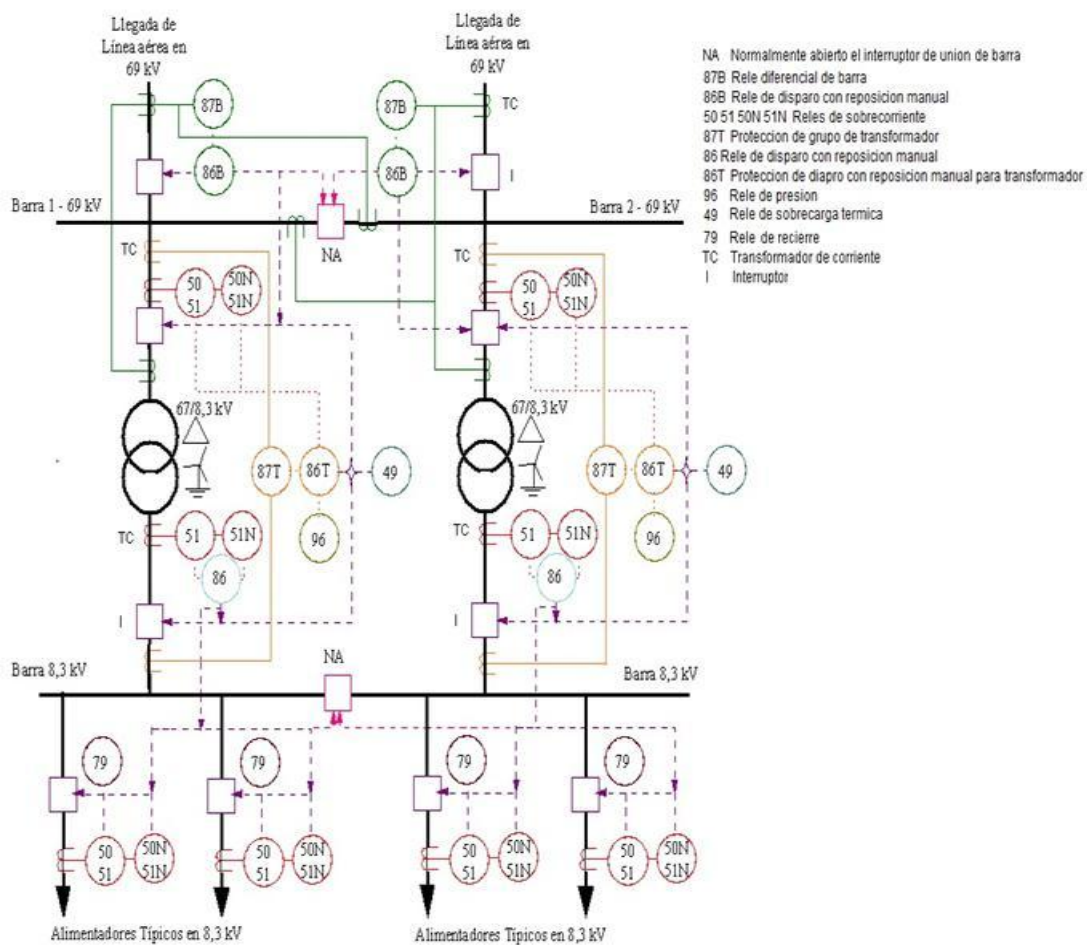 Llegada de
Línea aérea en
69 kV
Llegada de
Línea aérea en
69 kV
87B
87B
TC
86B
86B
I
Barra 1 - 69 kV
Barra 2 - 69 kV
NA
TC
TC
50
51
50N
51N
50
51
50N
51N
67/8,3 kV
67/8,3 kV
87T
86T
49
87T
86T
49
TC
51
51N
96
TC
51
51N
96
86
86
I
I
Barra 8,3 kV
NA
Barra 8,3 kV
79
79
79
79
50
51
50N
51N
50
51
50N
51N
50
51
50N
51N
50
51
50N
51N
Alimentadores Típicos en 8,3 kV
Alimentadores Típicos en 8,3 kV
NA Normalmente abierto el interruptor de union de barra
87B Rele diferencial de barra
86B Rele de disparo con reposicion manual
50 51 50N 51N Reles de sobrecorriente
87T Proteccion de grupo de transformador
86 Rele de disparo con reposicion manual
86T Proteccion de diapro con reposicion manual para transformador
96 Rele de presion
49 Rele de sobrecarga termica
79 Rele de recierre
TC Transformador de corriente
I Interruptor